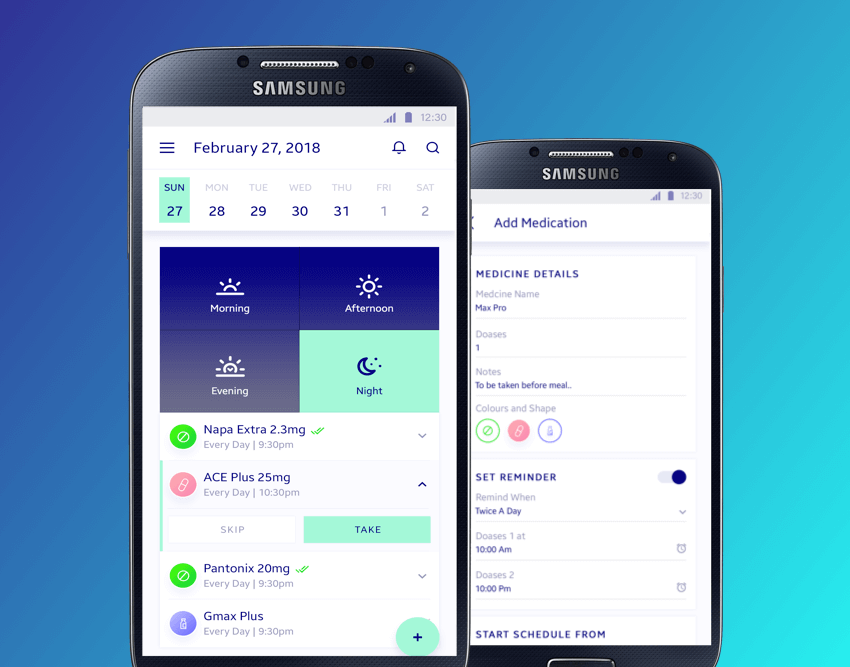 SAMSUNG
12:30
February 27, 2018
SUN MON TUE WED THU FRI SAT
27 28 29 30 31 1 2
Morning
Afternoon
Evening
Night
Napa Extra 2.3mg
Every Day | 9:30pm
ACE Plus 25mg
Every Day | 10:30pm
SKIP
TAKE
Pantonix 20mg
Every Day | 9:30pm
Gmax Plus
Every Day | 9:30pm
+
SAMSUNG
12:30
Add Medication
MEDICINE DETAILS
Medcine Name
Max Pro
Doases
1
Notes
To be taken before meal..
Colours and Shape
SET REMINDER
Remind When
Twice A Day
Doases 1 at
10:00 Am
Doases 2
10:00 Pm
START SCHEDULE FROM